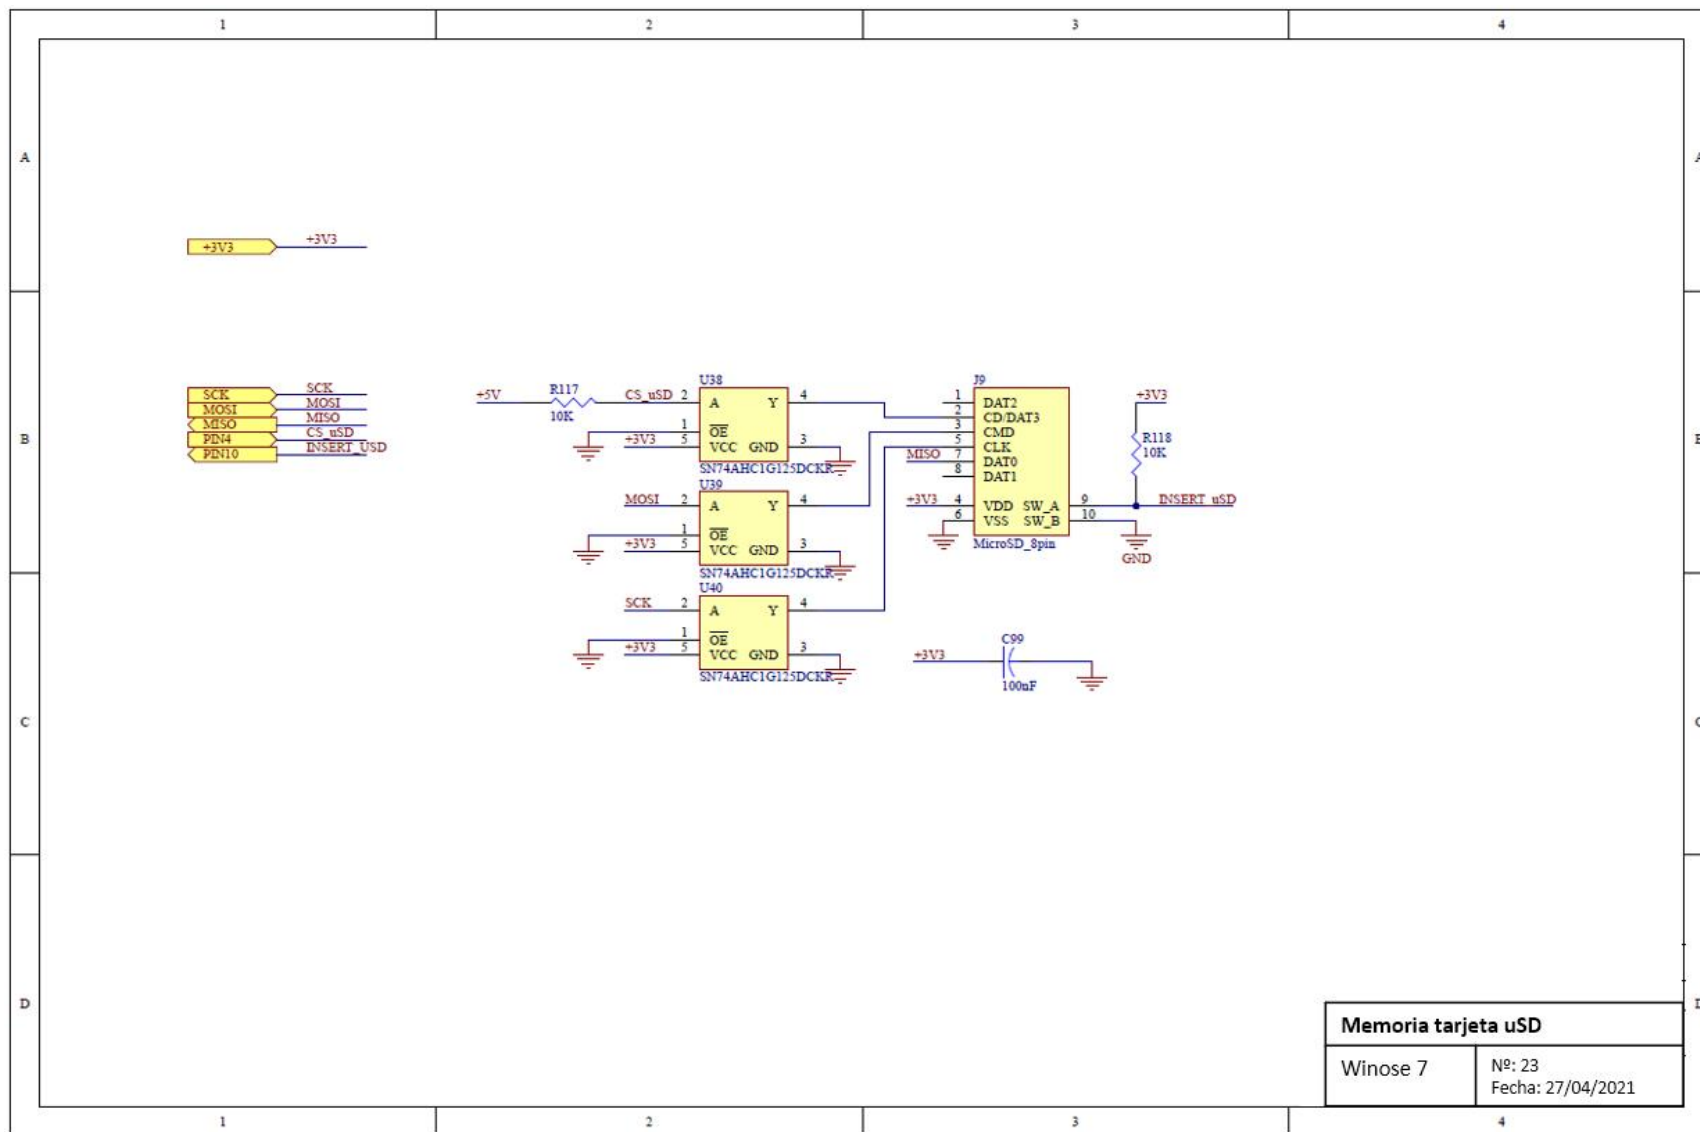 1 2 3 4
A A
+3V3 +3V3
SCK SCK
MOSI MOSI
MISO MISO
PIN4 CS_uSD
PIN10 INSERT_USD
B
+5V R117 10K CS_uSD
U38
2 A Y 4
1 OE
+3V3 5 VCC GND 3
SN74AHC1G125DCKR
U39
MOSI 2 A Y 4
1 OE
+3V3 5 VCC GND 3
SN74AHC1G125DCKR
U40
SCK 2 A Y 4
1 OE
+3V3 5 VCC GND 3
SN74AHC1G125DCKR
J9
1 DAT2
2 CD/DAT3
3 CMD
5 CLK
MISO 7 DAT0
8 DAT1
+3V3 4 VDD SW_A 9
6 VSS SW_B 10
MicroSD_8pin
+3V3
R118
10K
INSERT_uSD
GND
C99
+3V3
100nF
C
D
Memoria tarjeta uSD
Winose 7
Nº: 23
Fecha: 27/04/2021
1 2 3 4